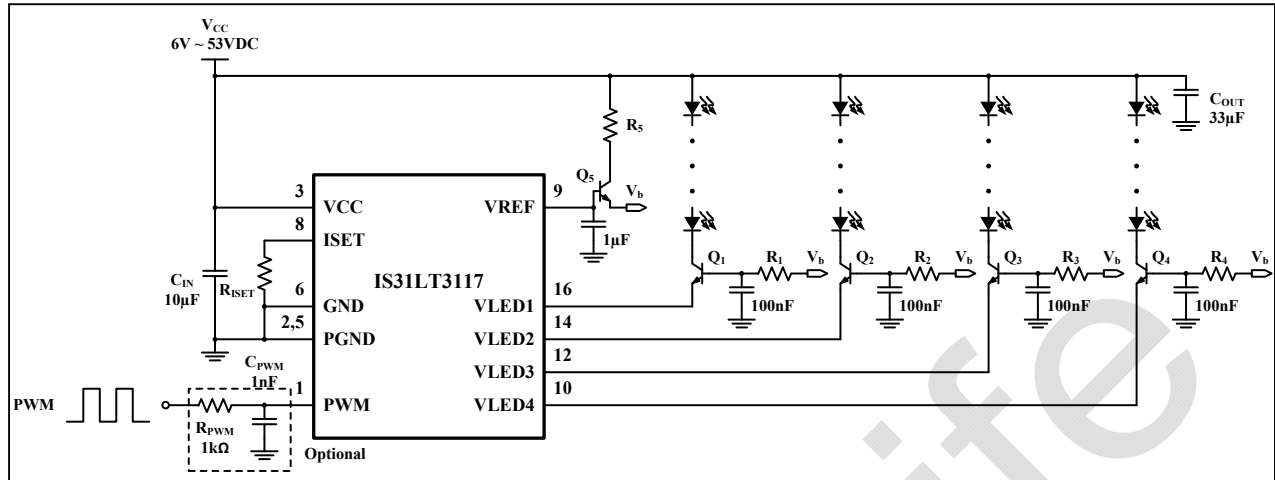 VCC
6V ~ 53VDC
COUT
33µF
R5
Q5
Vb
3
VCC
8
ISET
RISET
6
GND
2,5
PGND
1
PWM
IS31LT3117
9
VREF
1µF
16
VLED1
14
VLED2
12
VLED3
10
VLED4
CIN
10µF
Q1
R1
Vb
100nF
Q2
R2
Vb
100nF
Q3
R3
Vb
100nF
Q4
R4
Vb
100nF
PWM
CPWM
1nF
RPWM
1kΩ
Optional
ife